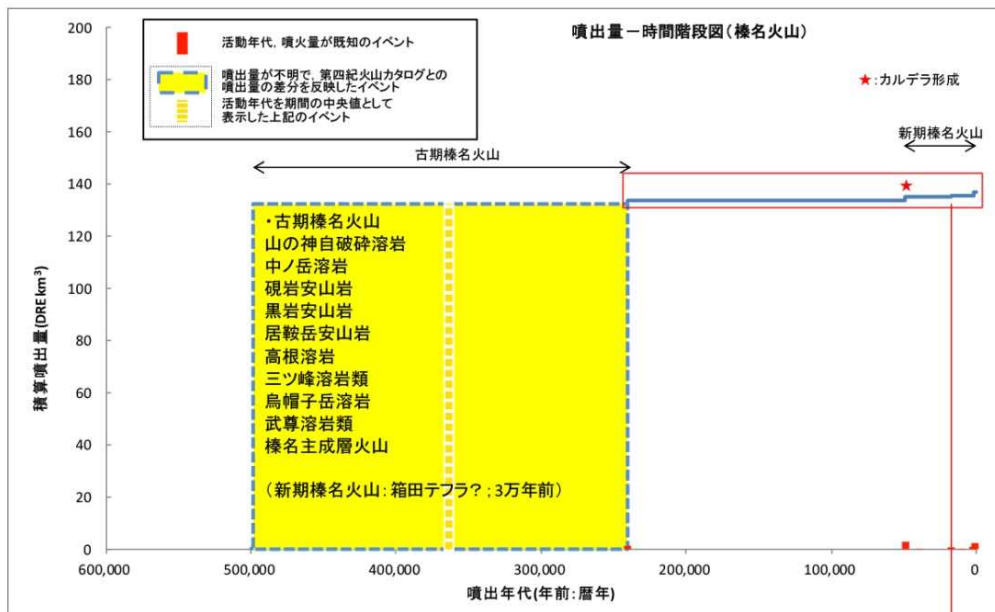 噴出量－時間階段図（榛名火山）
活動年代，噴火量が既知のイベント
噴出量が不明で，第四紀火山カタログとの
噴出量の差分を反映したイベント
活動年代を期間の中央値として
表示した上記のイベント
★：カルデラ形成
新期榛名火山
古期榛名火山
・古期榛名火山
山の神自破砕溶岩
中ノ岳溶岩
硯岩安山岩
黒岩安山岩
居鞍岳安山岩
高根溶岩
三ツ峰溶岩類
烏帽子岳溶岩
武尊溶岩類
榛名主成層火山
（新期榛名火山：箱田テフラ？；3万年前）
積算噴出量(DRE km³)
200
180
160
140
120
100
80
60
40
20
0
600,000
500,000
400,000
300,000
200,000
100,000
0
噴出年代(年前：暦年)